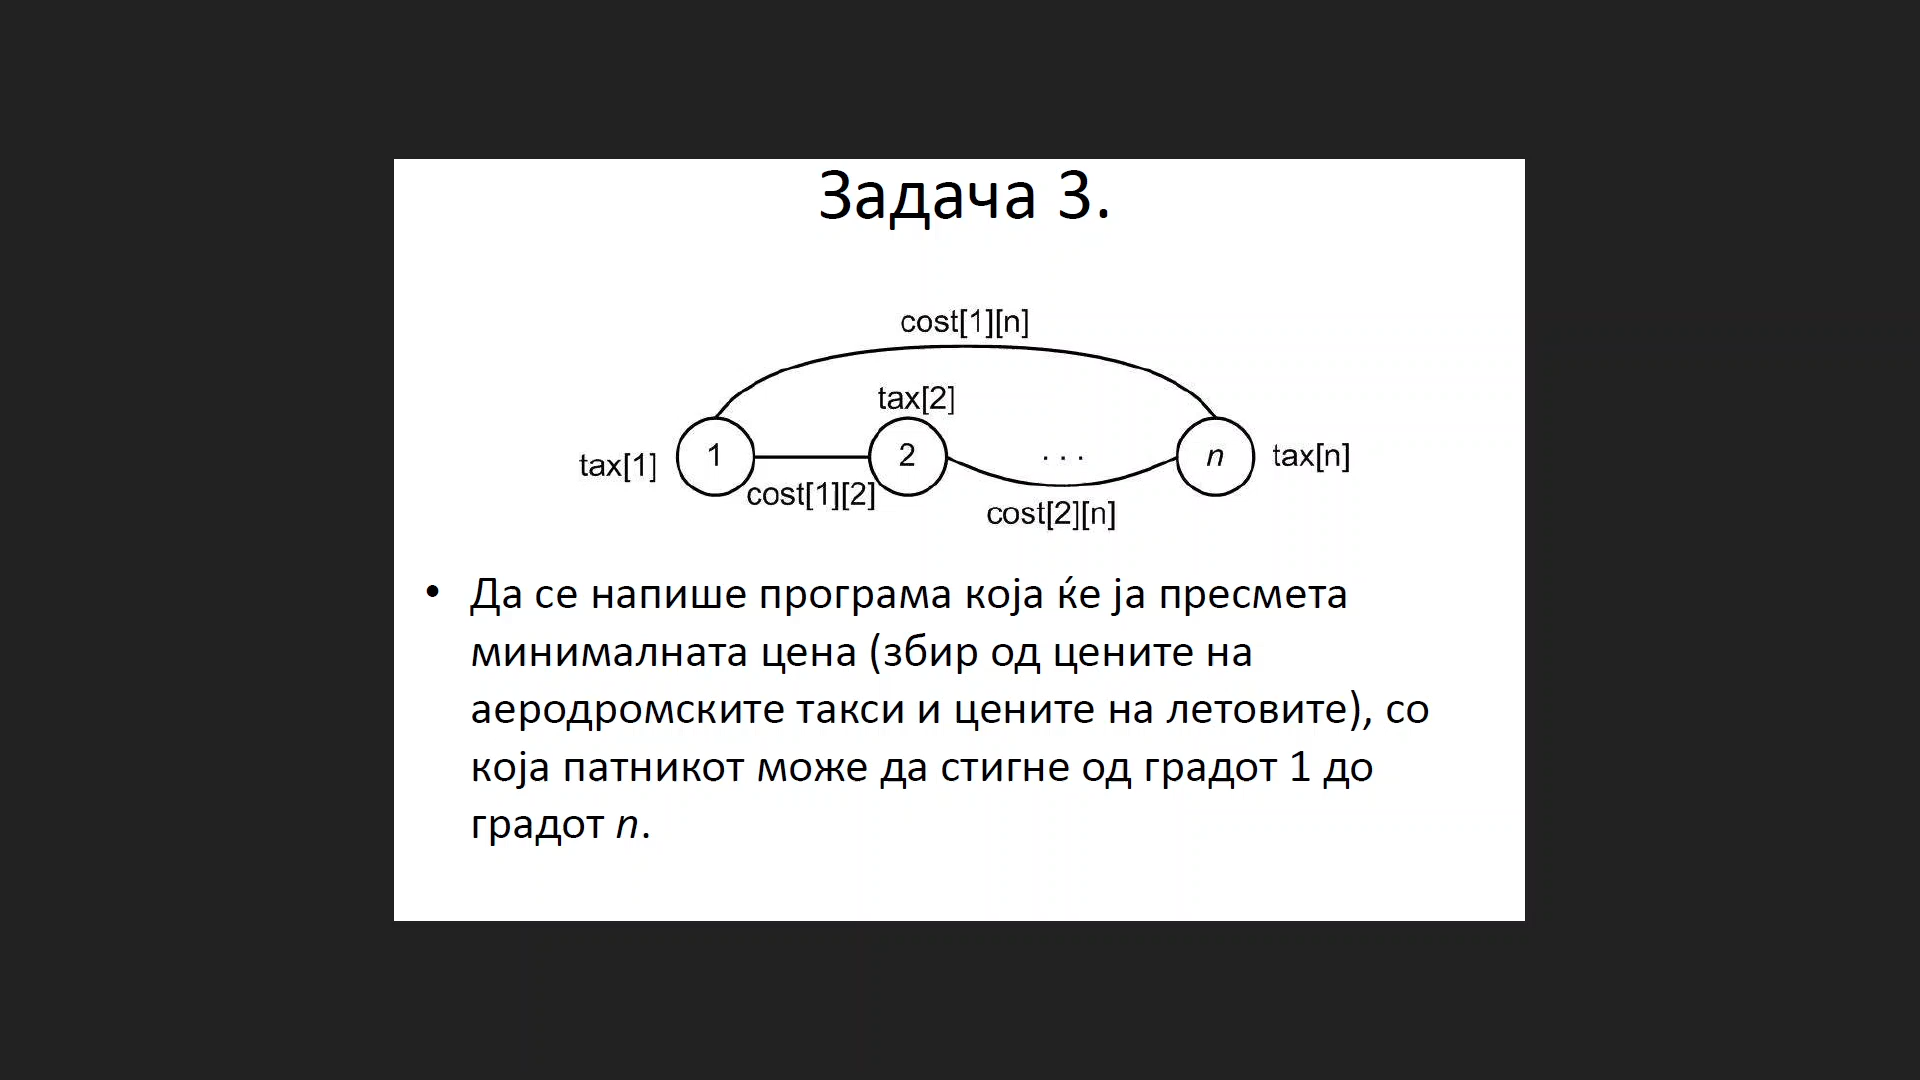 Задача 3.
cost[1][n]
tax[2]
tax[1] 1 2 . . . n tax[n]
cost[1][2]
cost[2][n]
• Да се напише програма која ќе ја пресмета
минималната цена (збир од цените на
аеродромските такси и цените на летовите), со
која патникот може да стигне од градот 1 до
градот n.